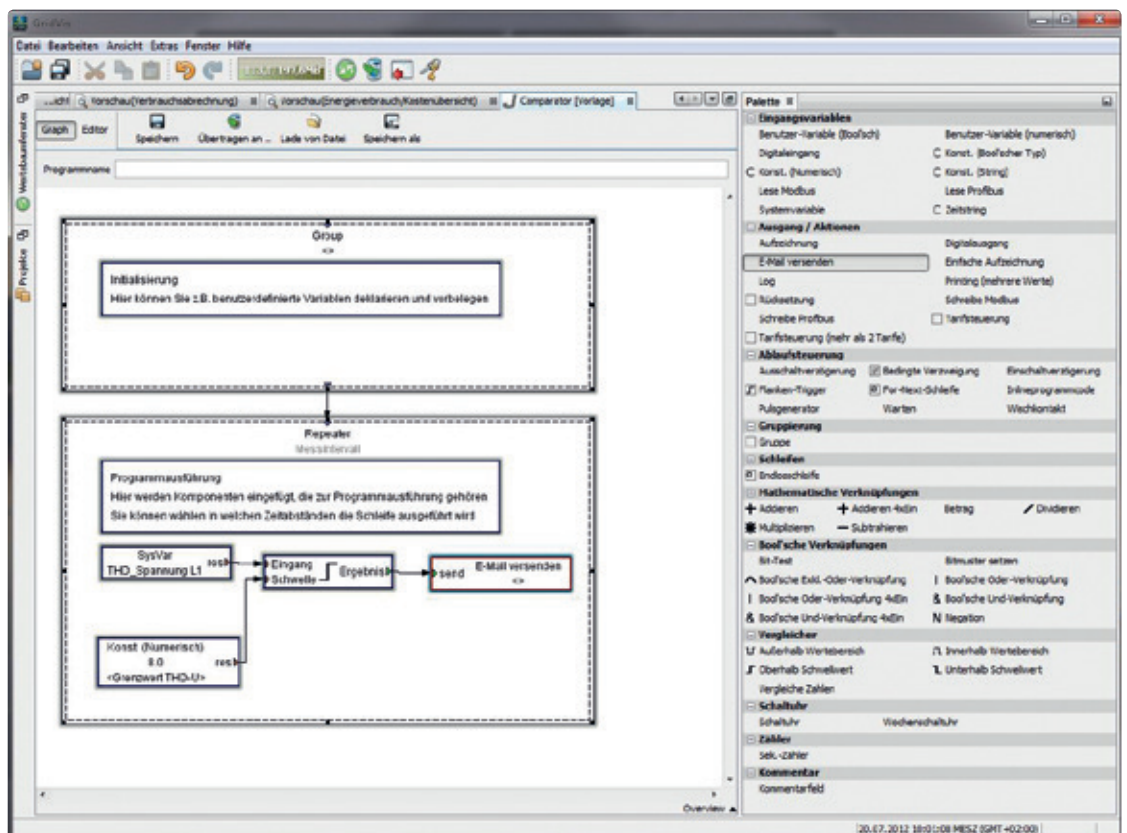 GridVis
Datei Bearbeiten Ansicht Extras Fenster Hilfe
Vorschau(Verbrauchsabrechnung) Vorschau(Energieverbrauch/Kostenübersicht) Comparator [Vorlage]
Graph Editor Speichern Übertragen an ... Lade von Datei Speichern als
Programmname
Wertebaumfenster
Projekte
Group
<>
Initialisierung
Hier können Sie z.B. benutzerdefinierte Variablen deklarieren und vorbelegen
Repeater
Messintervall
Programmausführung
Hier werden Komponenten eingefügt, die zur Programmausführung gehören
Sie können wählen in welchen Zeitabständen die Schleife ausgeführt wird
SysVar
THD_Spannung L1 res
Eingang
Schwelle Ergebnis
send E-Mail versenden
<>
Konst (Numerisch)
8.0 res
<Grenzwert THD-U>
Overview
Palette
Eingangsvariablen
Benutzer-Variable (Bool'sch) Benutzer-Variable (numerisch)
Digitaleingang C Konst. (Bool'scher Typ)
C Konst. (Numerisch) C Konst. (String)
Lese Modbus Lese Profibus
Systemvariable C Zeitstring
Ausgang / Aktionen
Aufzeichnung Digitalausgang
E-Mail versenden Einfache Aufzeichnung
Log Printing (mehrere Werte)
Rücksetzung Schreibe Modbus
Schreibe Profbus Tarifsteuerung
Tarifsteuerung (mehr als 2 Tarife)
Ablaufsteuerung
Ausschaltverzögerung Bedingte Verzweigung Einschaltverzögerung
Flanken-Trigger For-Next-Schleife Inlineprogrammcode
Pulsgenerator Warten Wischkontakt
Gruppierung
Gruppe
Schleifen
Endlosschleife
Mathematische Verknüpfungen
Addieren Addieren 4xEin Betrag Dividieren
Multiplizieren Subtrahieren
Bool'sche Verknüpfungen
Bit-Test Bitmuster setzen
Bool'sche Exkl.-Oder-Verknüpfung | Bool'sche Oder-Verknüpfung
| Bool'sche Oder-Verknüpfung 4xEin & Bool'sche Und-Verknüpfung
& Bool'sche Und-Verknüpfung 4xEin N Negation
Vergleicher
Außerhalb Wertebereich Innerhalb Wertebereich
Oberhalb Schwellwert Unterhalb Schwellwert
Vergleiche Zahlen
Schaltuhr
Schaltuhr Wochenschaltuhr
Zähler
Sek.-Zähler
Kommentar
Kommentarfeld
20.07.2012 18:01:08 MESZ (GMT +02:00)